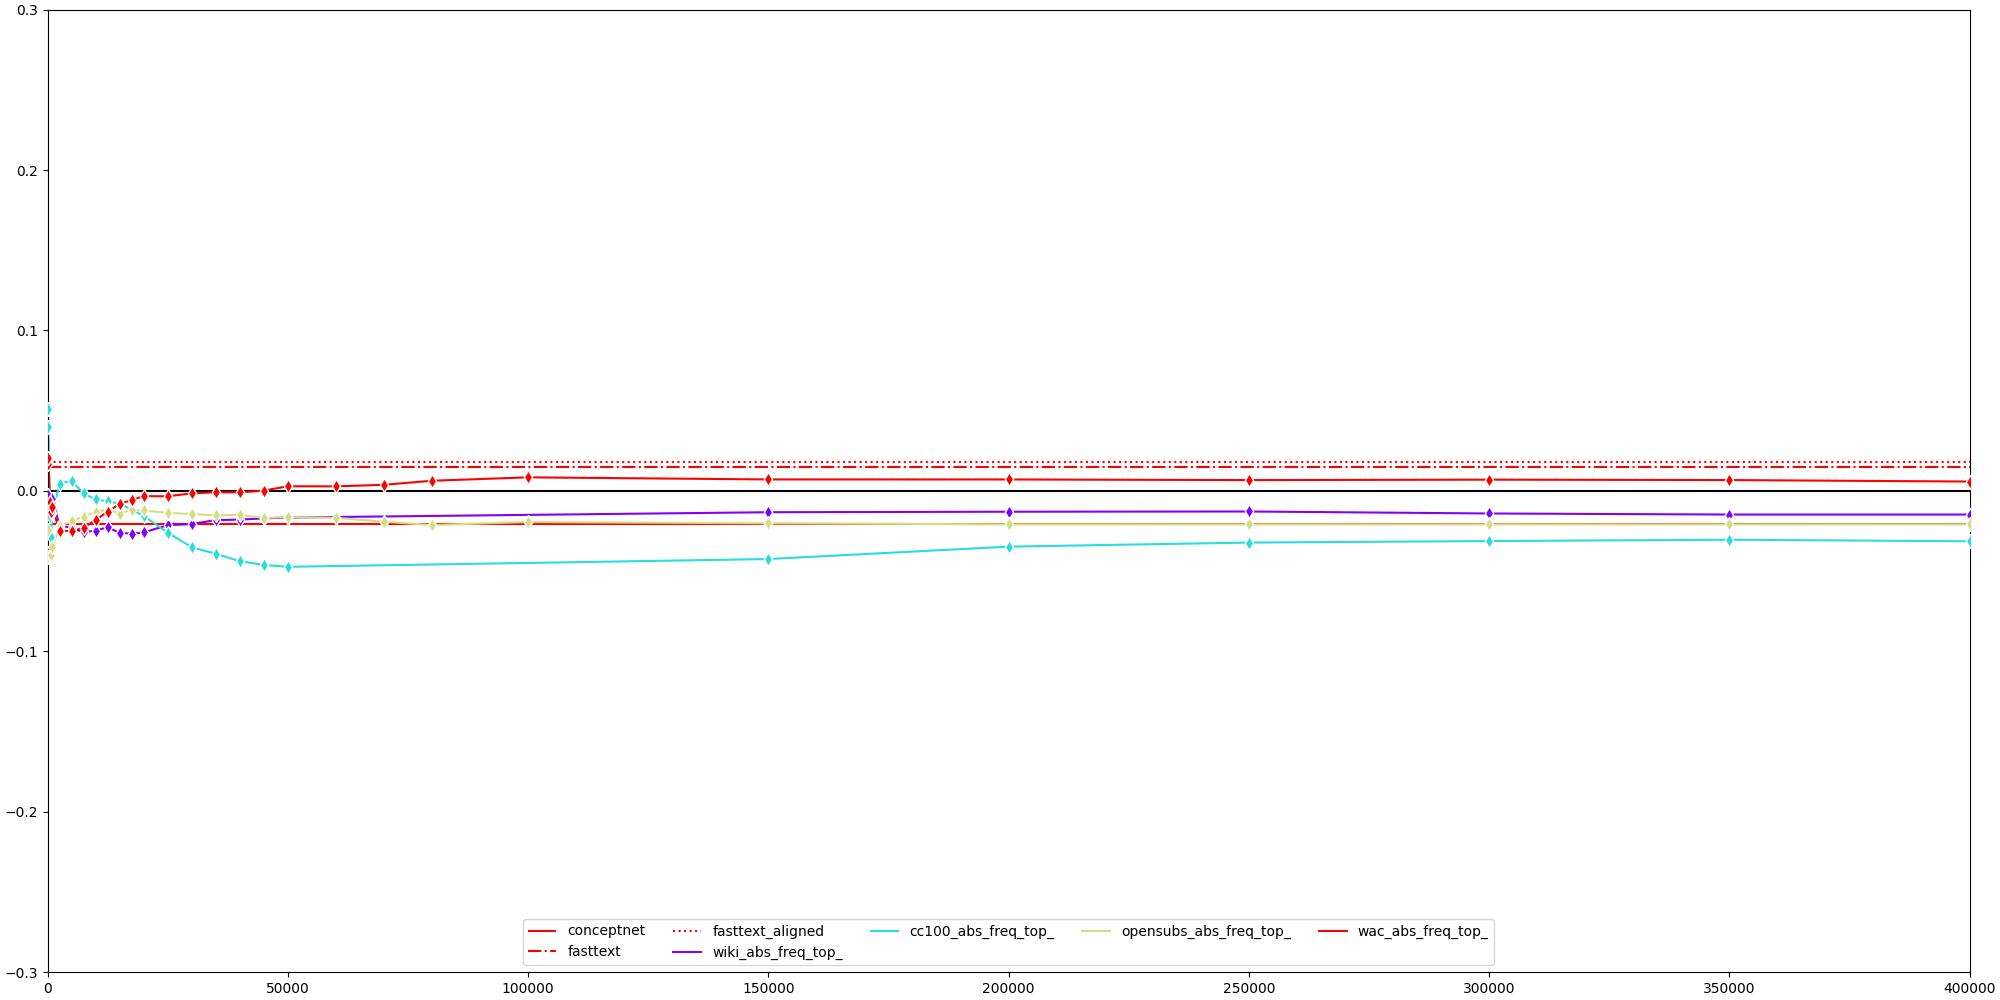 0.3
0.2
0.1
0.0
−0.1
−0.2
−0.3
0 50000 100000 150000 200000 250000 300000 350000 400000
conceptnet fasttext_aligned cc100_abs_freq_top_ opensubs_abs_freq_top_ wac_abs_freq_top_
fasttext wiki_abs_freq_top_